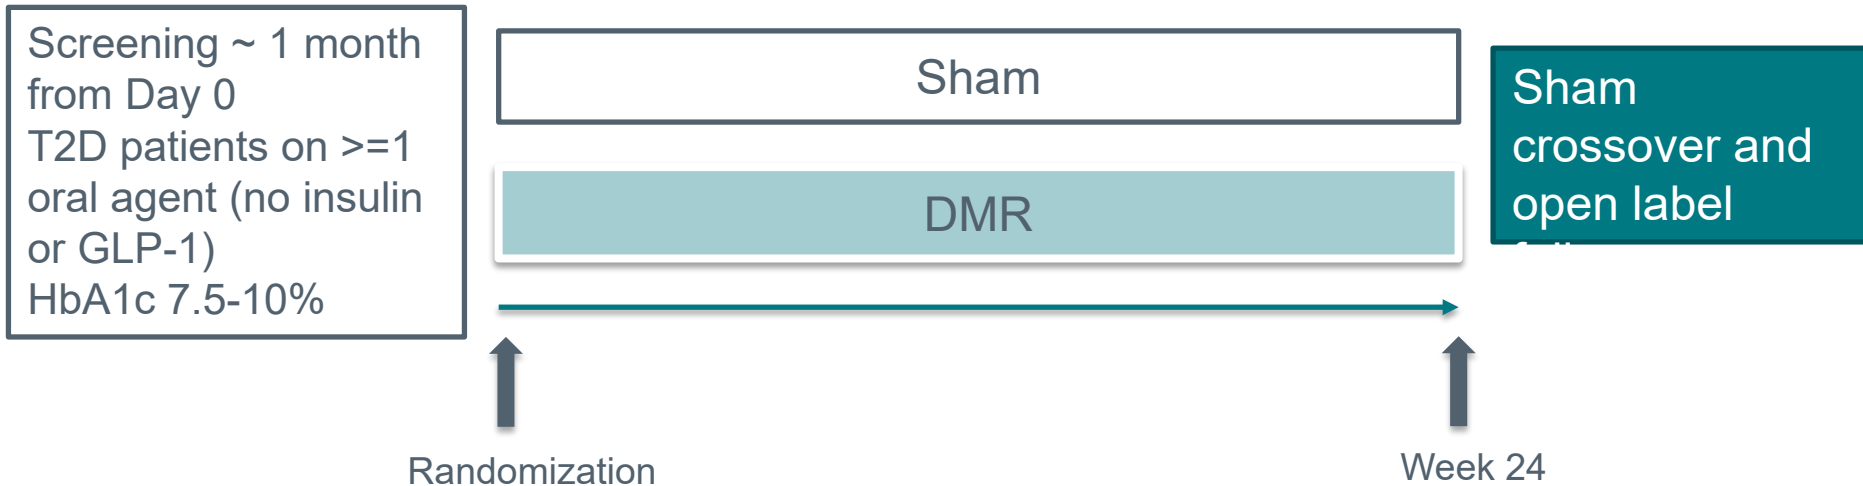 Screening ~ 1 month
from Day 0
T2D patients on >=1
oral agent (no insulin
or GLP-1)
HbA1c 7.5-10%
Sham
DMR
Sham
crossover and
open label
Randomization
Week 24